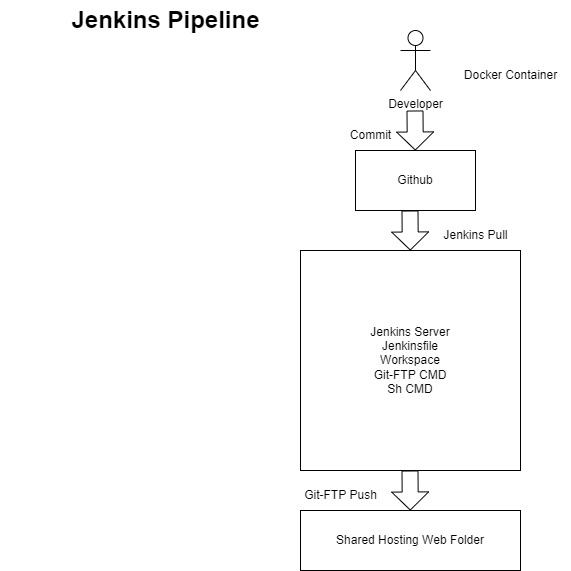 Jenkins Pipeline
Docker Container
Developer
Commit
Github
Jenkins Pull
Jenkins Server
Jenkinsfile
Workspace
Git-FTP CMD
Sh CMD
Git-FTP Push
Shared Hosting Web Folder